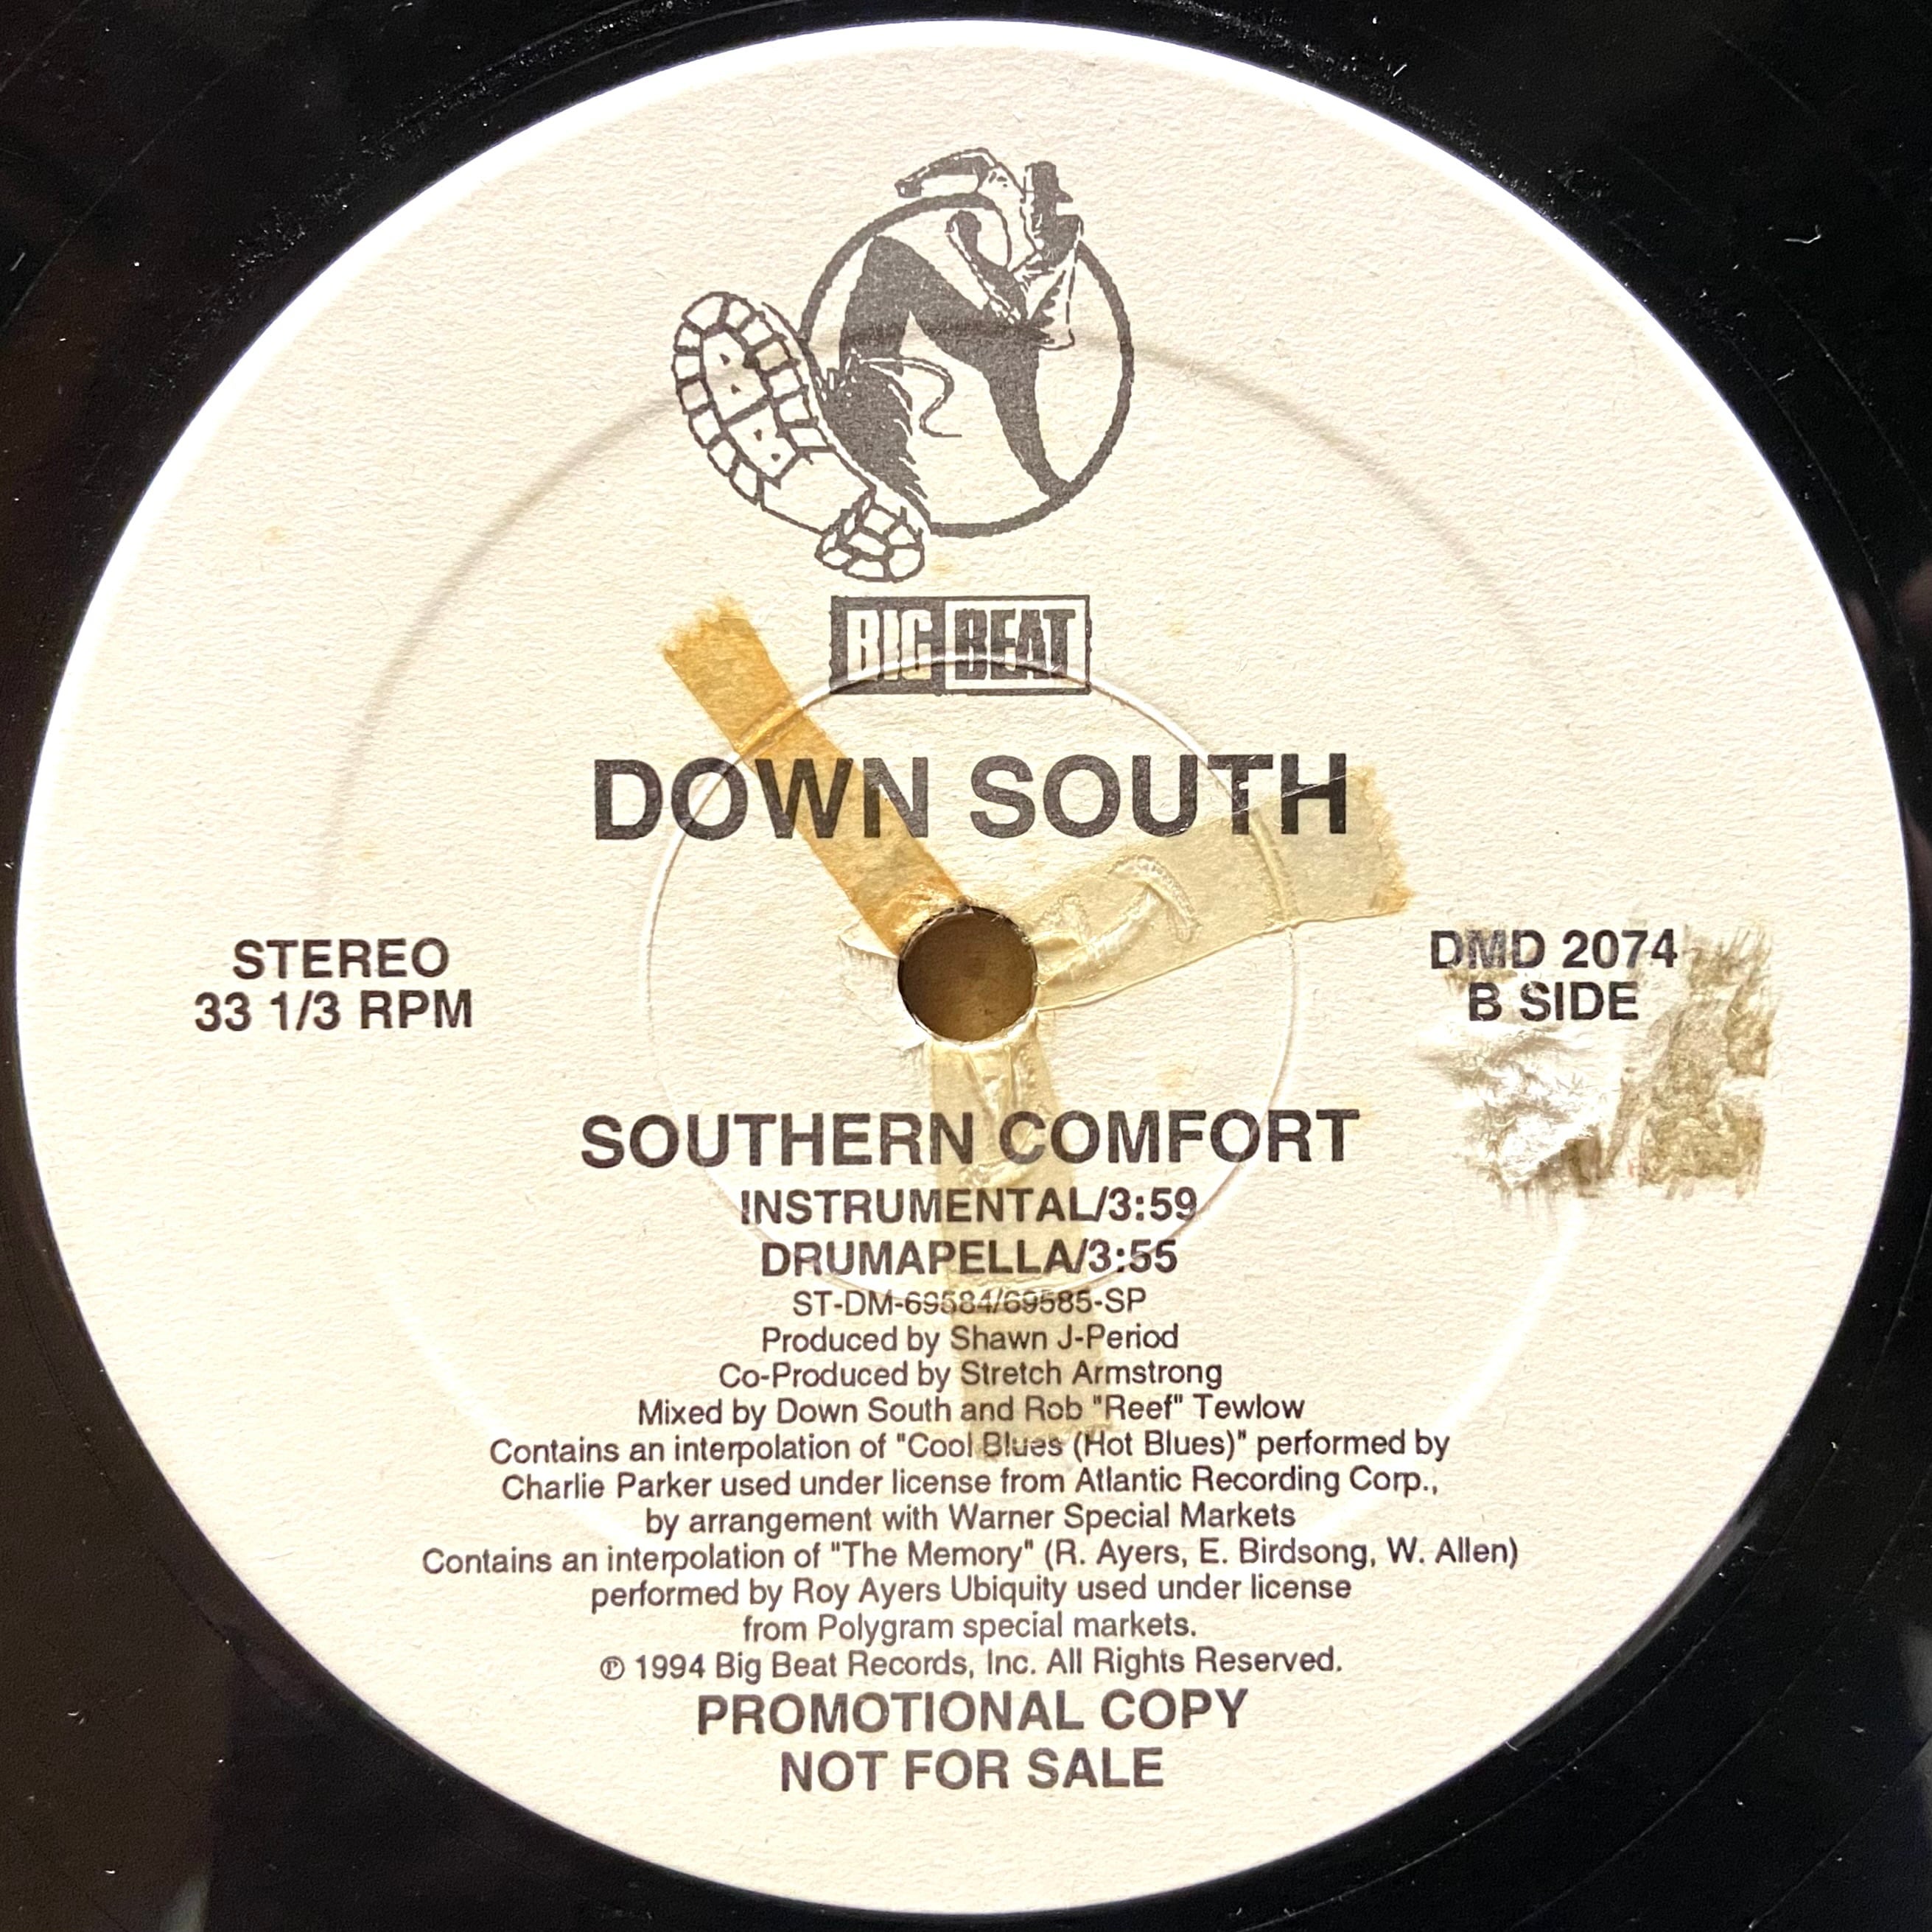 BB
BIG BEAT
DOWN SOUTH
STEREO
33 1/3 RPM
DMD 2074
B SIDE
SOUTHERN COMFORT
INSTRUMENTAL/3:59
DRUMAPELLA/3:55
ST-DM-69584/69585-SP
Produced by Shawn J-Period
Co-Produced by Stretch Armstrong
Mixed by Down South and Rob "Reef" Tewlow
Contains an interpolation of "Cool Blues (Hot Blues)" performed by
Charlie Parker used under license from Atlantic Recording Corp.,
by arrangement with Warner Special Markets
Contains an interpolation of "The Memory" (R. Ayers, E. Birdsong, W. Allen)
performed by Roy Ayers Ubiquity used under license
from Polygram special markets.
℗ 1994 Big Beat Records, Inc. All Rights Reserved.
PROMOTIONAL COPY
NOT FOR SALE